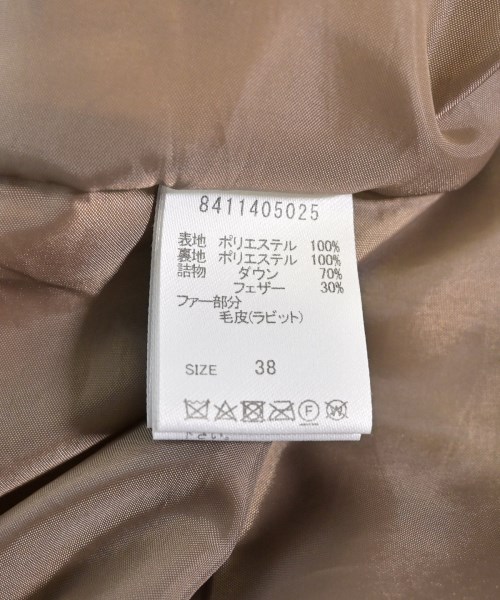 8411405025
表地 ポリエステル 100%
裏地 ポリエステル 100%
詰物 ダウン 70%
フェザー 30%
ファー部分
毛皮(ラビット)
SIZE 38
F W